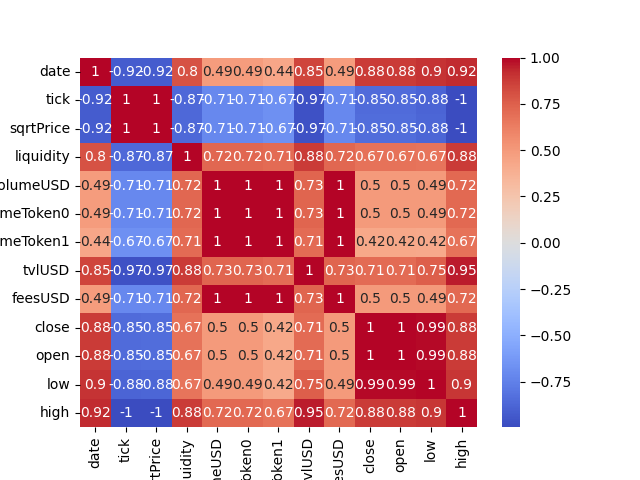 date 1 -0.92 -0.92 0.8 0.49 0.49 0.44 0.85 0.49 0.88 0.88 0.9 0.92
tick -0.92 1 1 -0.87 -0.71 -0.71 -0.67 -0.97 -0.71 -0.85 -0.85 -0.88 -1
sqrtPrice -0.92 1 1 -0.87 -0.71 -0.71 -0.67 -0.97 -0.71 -0.85 -0.85 -0.88 -1
liquidity 0.8 -0.87 -0.87 1 0.72 0.72 0.71 0.88 0.72 0.67 0.67 0.67 0.88
olumeUSD 0.49 -0.71 -0.71 0.72 1 1 1 0.73 1 0.5 0.5 0.49 0.72
meToken0 0.49 -0.71 -0.71 0.72 1 1 1 0.73 1 0.5 0.5 0.49 0.72
meToken1 0.44 -0.67 -0.67 0.71 1 1 1 0.71 1 0.42 0.42 0.42 0.67
tvlUSD 0.85 -0.97 -0.97 0.88 0.73 0.73 0.71 1 0.73 0.71 0.71 0.75 0.95
feesUSD 0.49 -0.71 -0.71 0.72 1 1 1 0.73 1 0.5 0.5 0.49 0.72
close 0.88 -0.85 -0.85 0.67 0.5 0.5 0.42 0.71 0.5 1 1 0.99 0.88
open 0.88 -0.85 -0.85 0.67 0.5 0.5 0.42 0.71 0.5 1 1 0.99 0.88
low 0.9 -0.88 -0.88 0.67 0.49 0.49 0.42 0.75 0.49 0.99 0.99 1 0.9
high 0.92 -1 -1 0.88 0.72 0.72 0.67 0.95 0.72 0.88 0.88 0.9 1
date tick rtPrice uidity meUSD oken0 oken1 vlUSD esUSD close open low high
1.00
0.75
0.50
0.25
0.00
−0.25
−0.50
−0.75